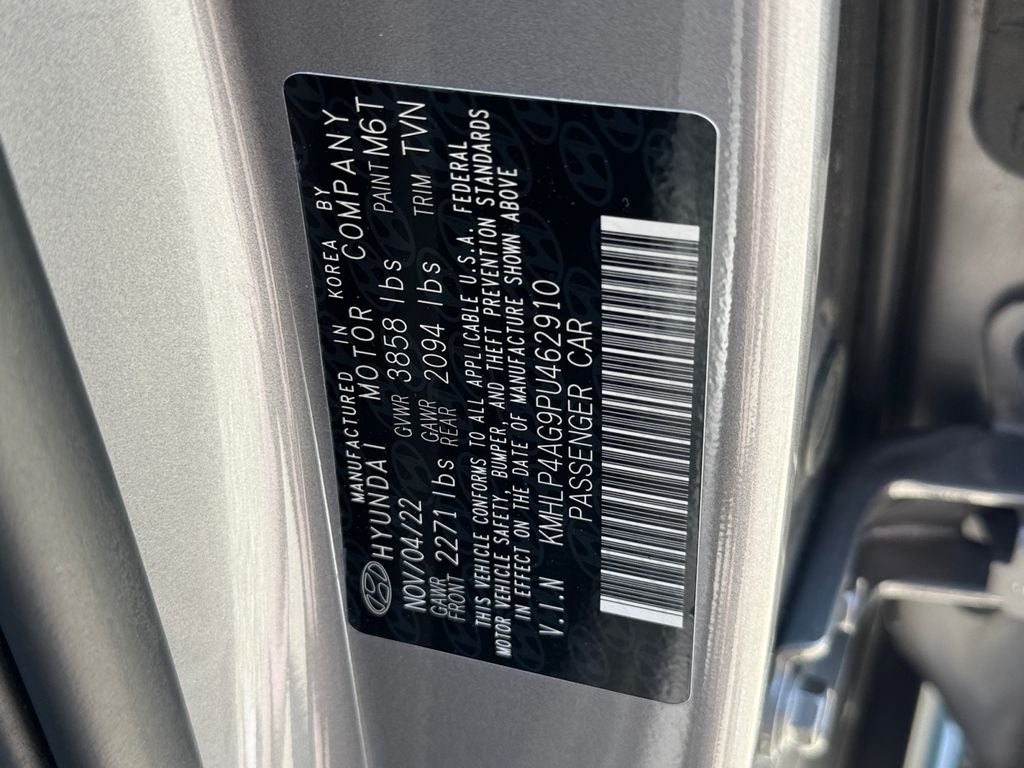 MANUFACTURED IN KOREA BY
HYUNDAI MOTOR COMPANY
NOV/04/22 GVWR 3858 lbs PAINT M6T
GAWR FRONT 2271 lbs GAWR REAR 2094 lbs TRIM TVN
THIS VEHICLE CONFORMS TO ALL APPLICABLE U.S.A. FEDERAL
MOTOR VEHICLE SAFETY, BUMPER, AND THEFT PREVENTION STANDARDS
IN EFFECT ON THE DATE OF MANUFACTURE SHOWN ABOVE
V.I.N KMHLP4AG9PU462910
PASSENGER CAR